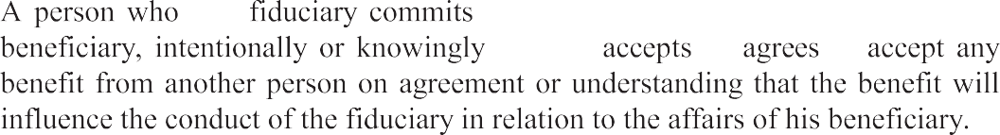 A person who fiduciary commits
beneficiary, intentionally or knowingly accepts agrees accept any
benefit from another person on agreement or understanding that the benefit will
influence the conduct of the fiduciary in relation to the affairs of his beneficiary.